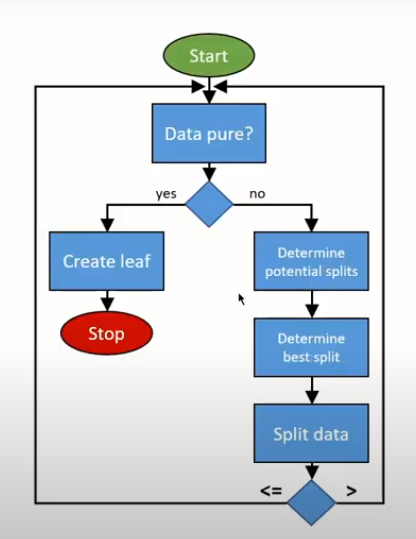 Start
Data pure?
yes
no
Create leaf
Determine
potential splits
Stop
Determine
best split
Split data
<=
>